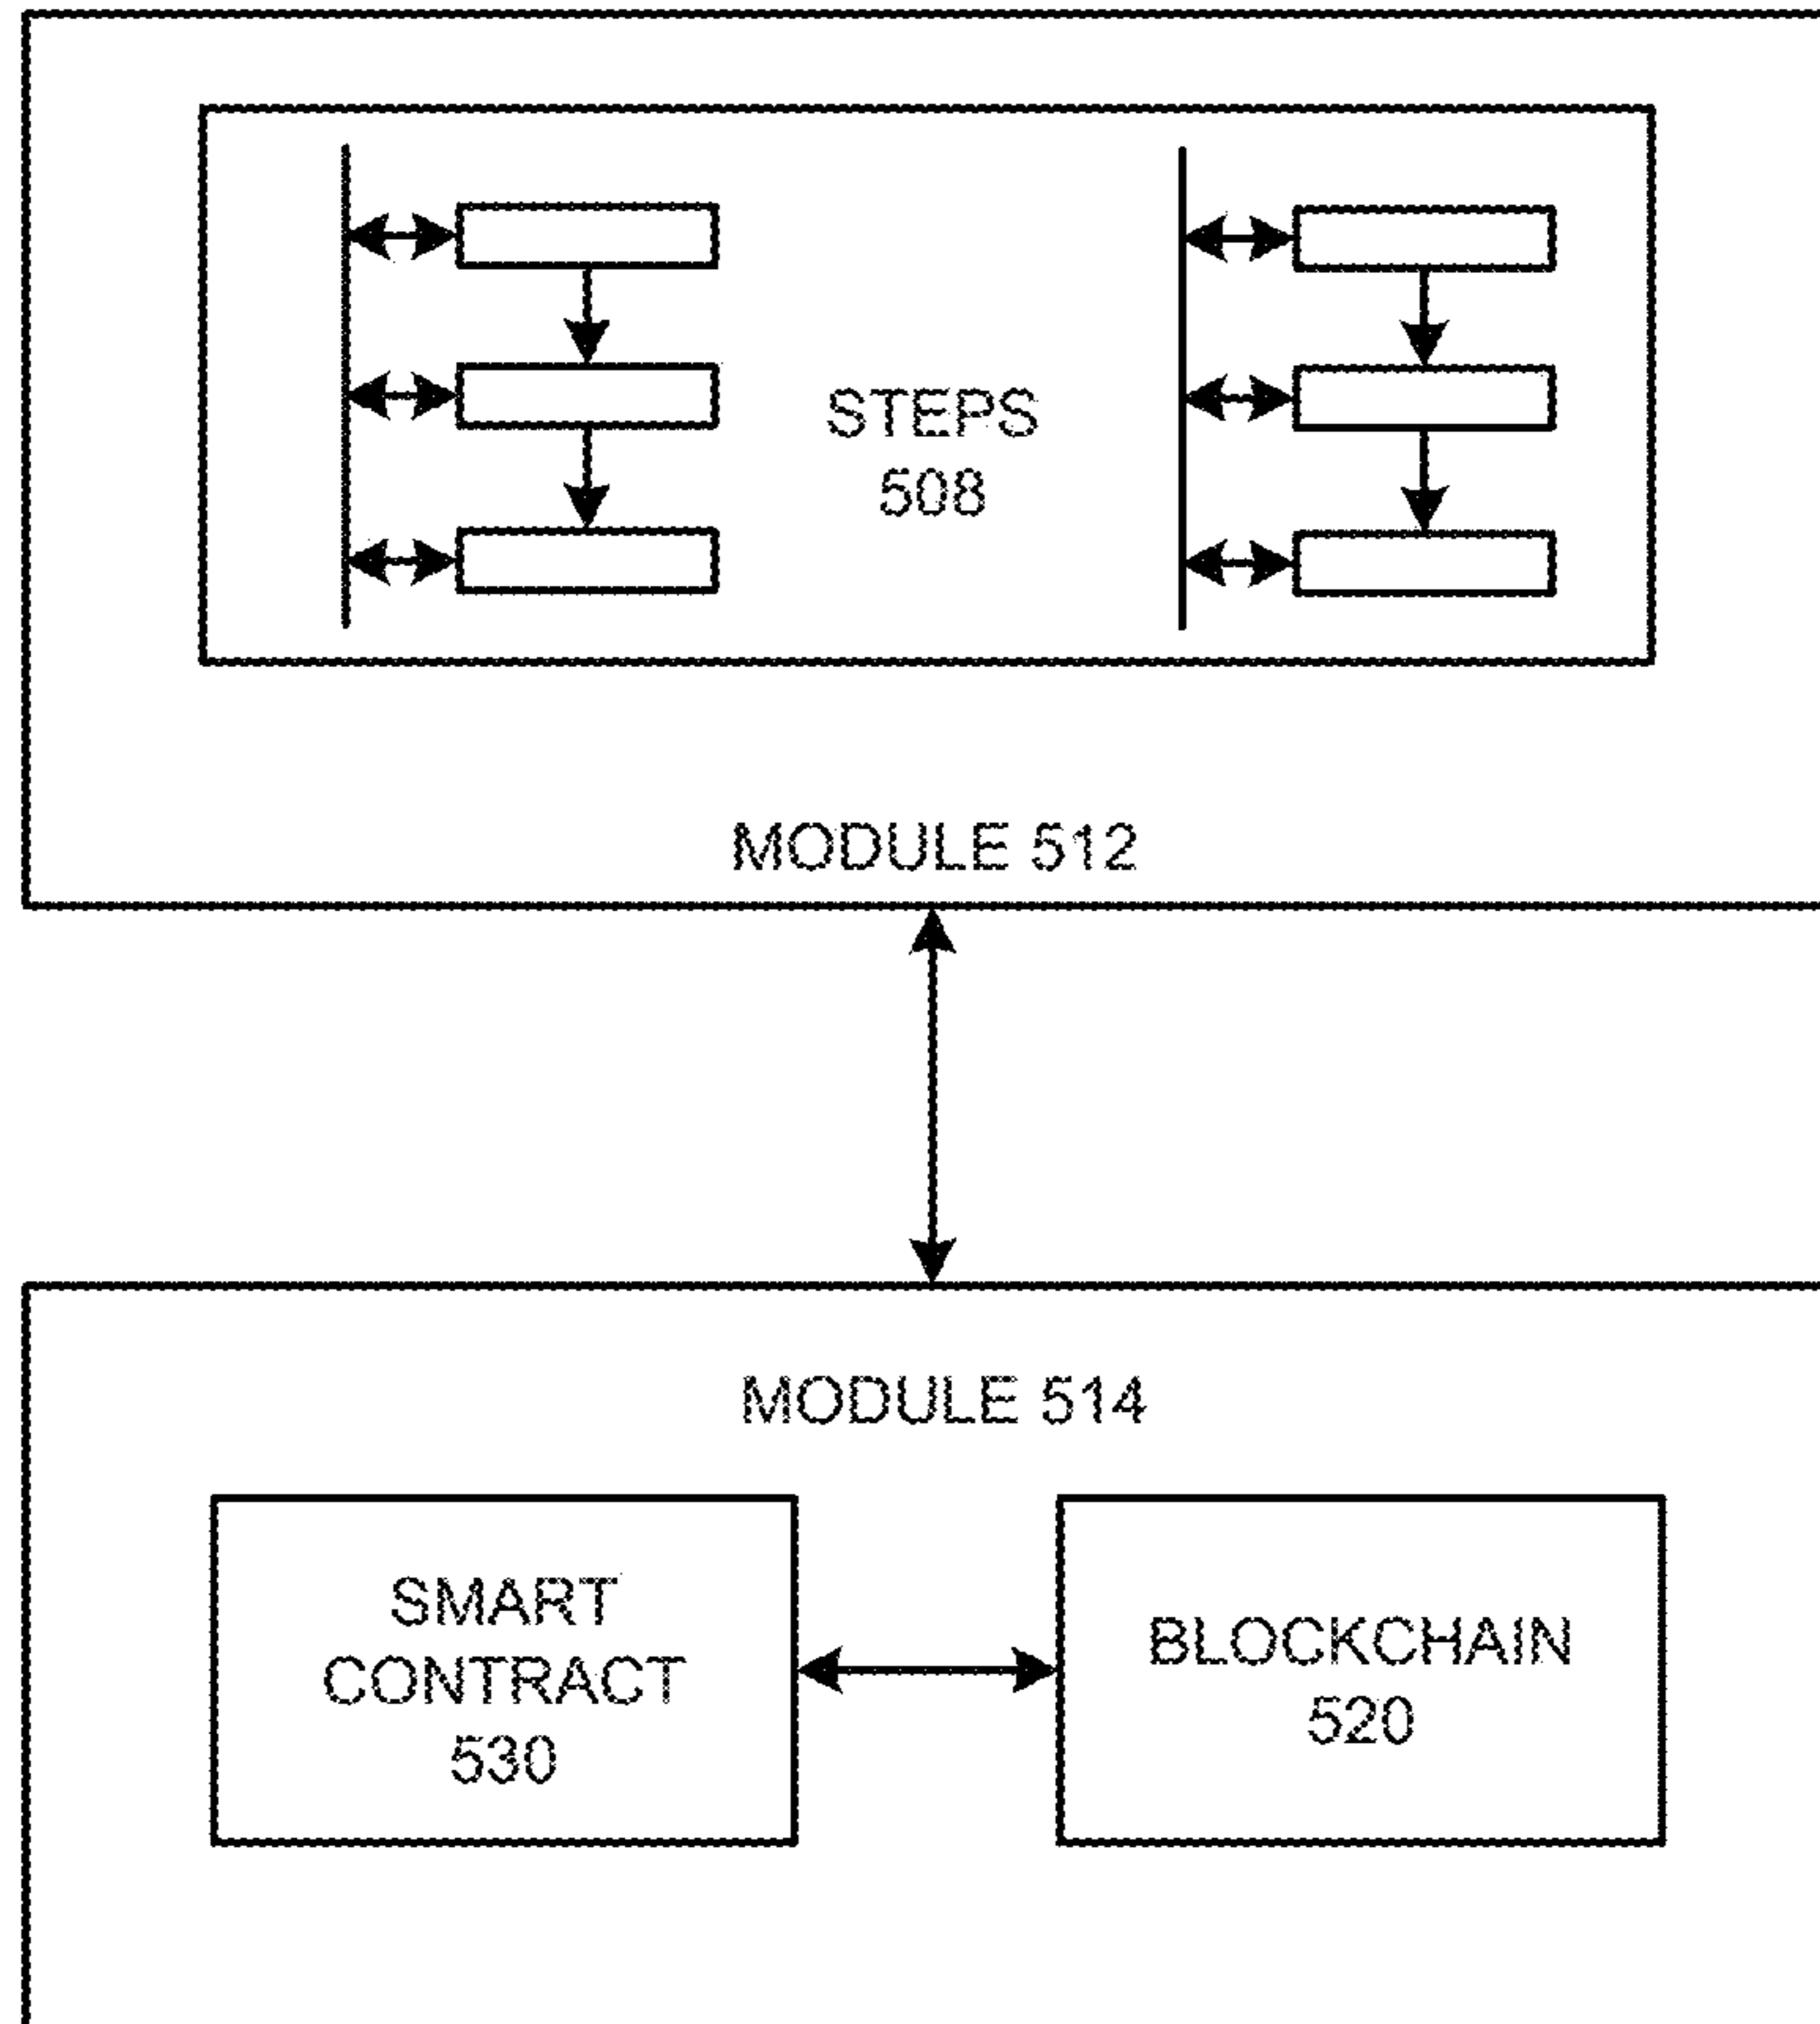 STEPS
508
MODULE 512
MODULE 514
SMART
CONTRACT
530
BLOCKCHAIN
520